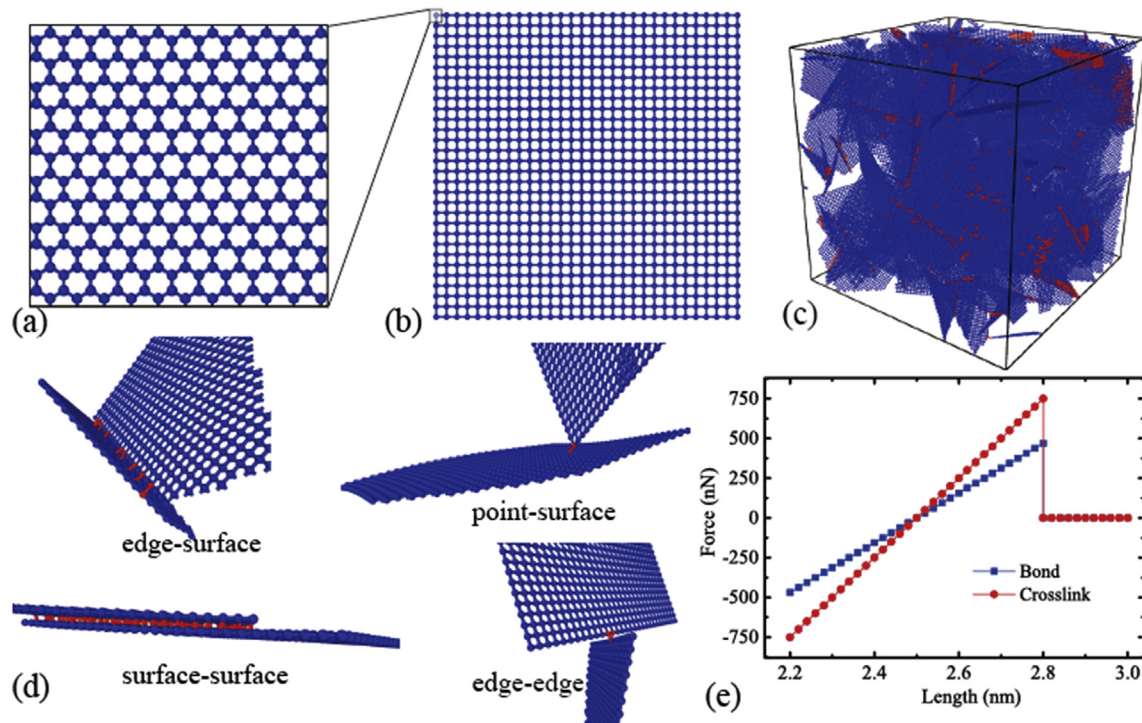 (a)
(b)
(c)
edge-surface
point-surface
surface-surface
edge-edge
(d)
750
500
250
0
-250
-500
-750
Force (nN)
Bond
Crosslink
2.2
2.4
2.6
2.8
3.0
Length (nm)
(e)